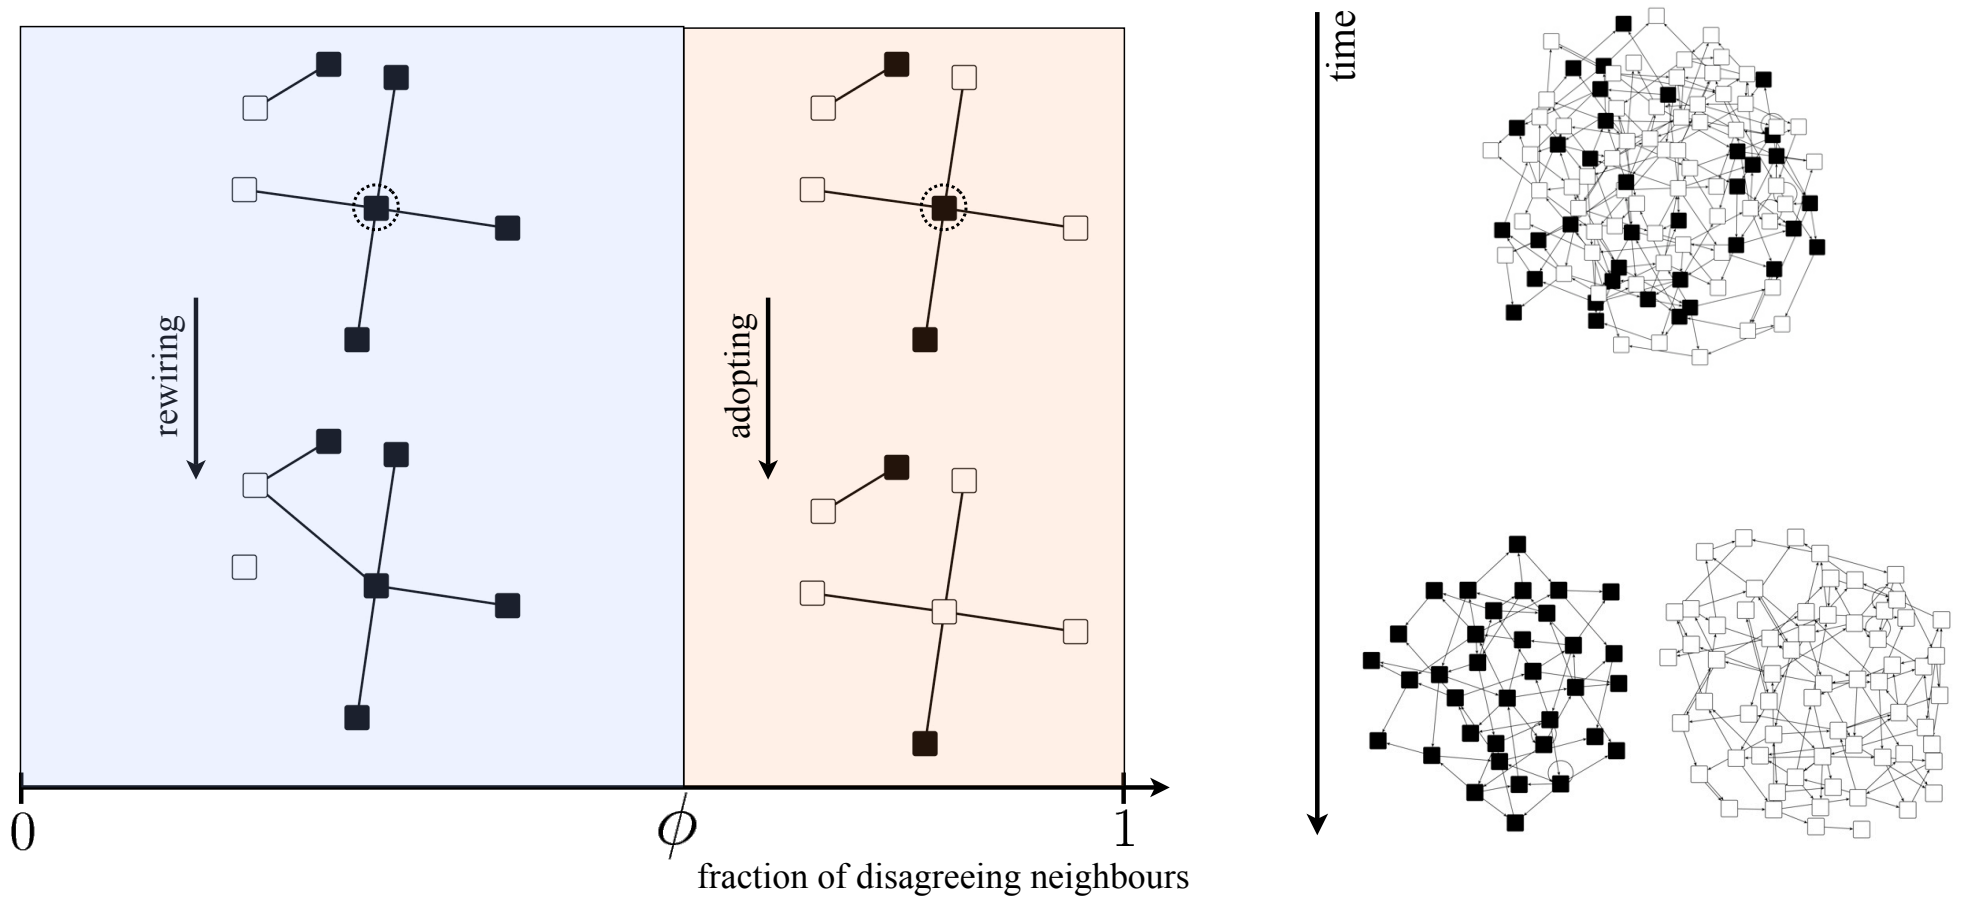 time
rewiring
adopting
0
ϕ
1
fraction of disagreeing neighbours